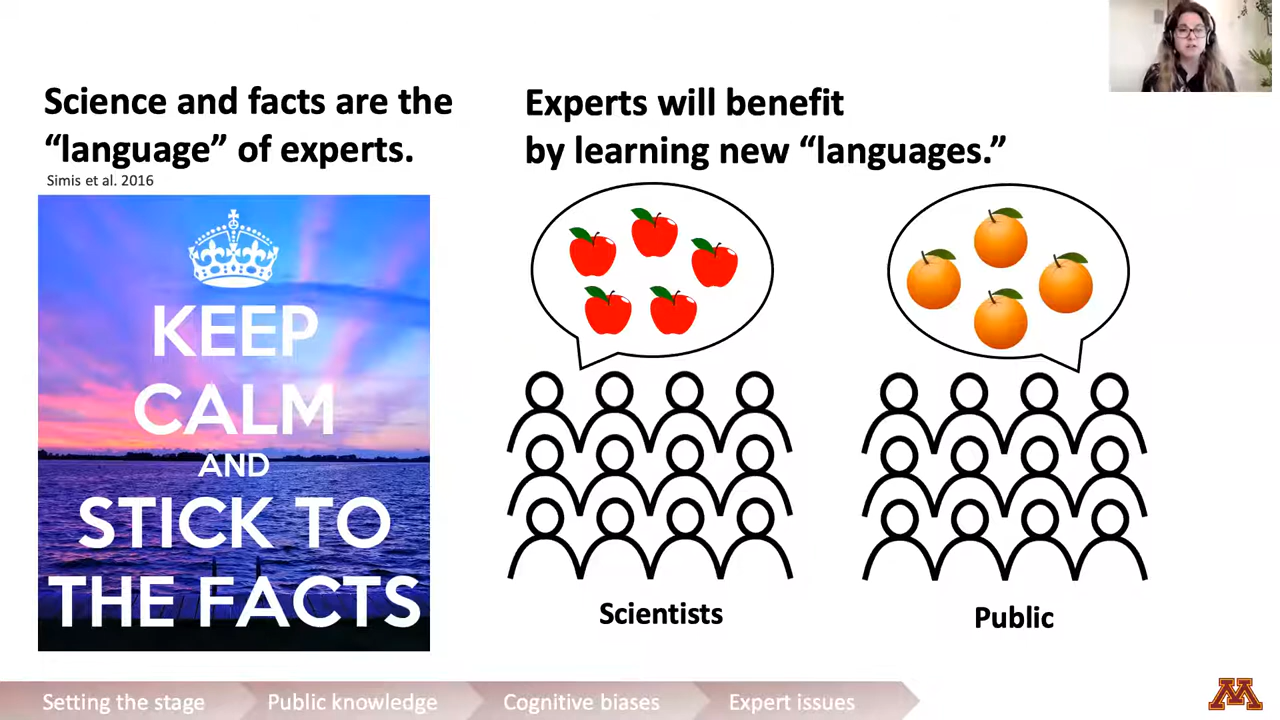 Science and facts are the
“language” of experts.
Simis et al. 2016
KEEP
CALM
AND
STICK TO
THE FACTS
Experts will benefit
by learning new “languages.”
Scientists
Public
Setting the stage
Public knowledge
Cognitive biases
Expert issues
M